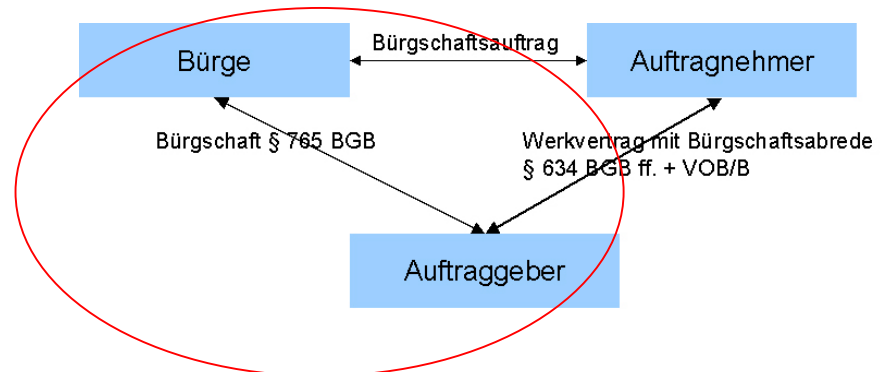 Bürgschaftsauftrag
Bürge
Auftragnehmer
Bürgschaft § 765 BGB
Werkvertrag mit Bürgschaftsabrede
§ 634 BGB ff. + VOB/B
Auftraggeber